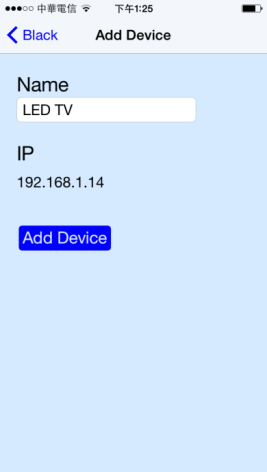 中華電信 下午1:25
Black Add Device
Name
LED TV
IP
192.168.1.14
Add Device